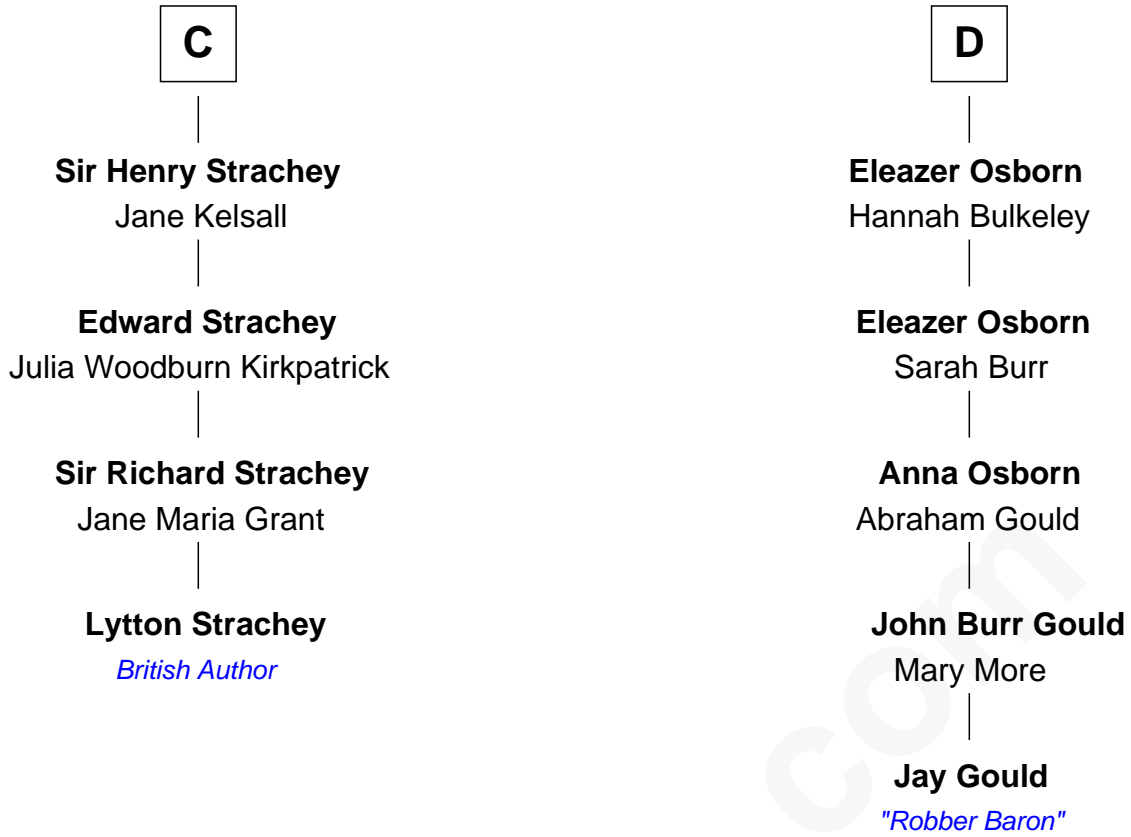 C
Sir Henry Strachey
Jane Kelsall
Edward Strachey
Julia Woodburn Kirkpatrick
Sir Richard Strachey
Jane Maria Grant
Lytton Strachey
British Author
D
Eleazer Osborn
Hannah Bulkeley
Eleazer Osborn
Sarah Burr
Anna Osborn
Abraham Gould
John Burr Gould
Mary More
Jay Gould
"Robber Baron"
com